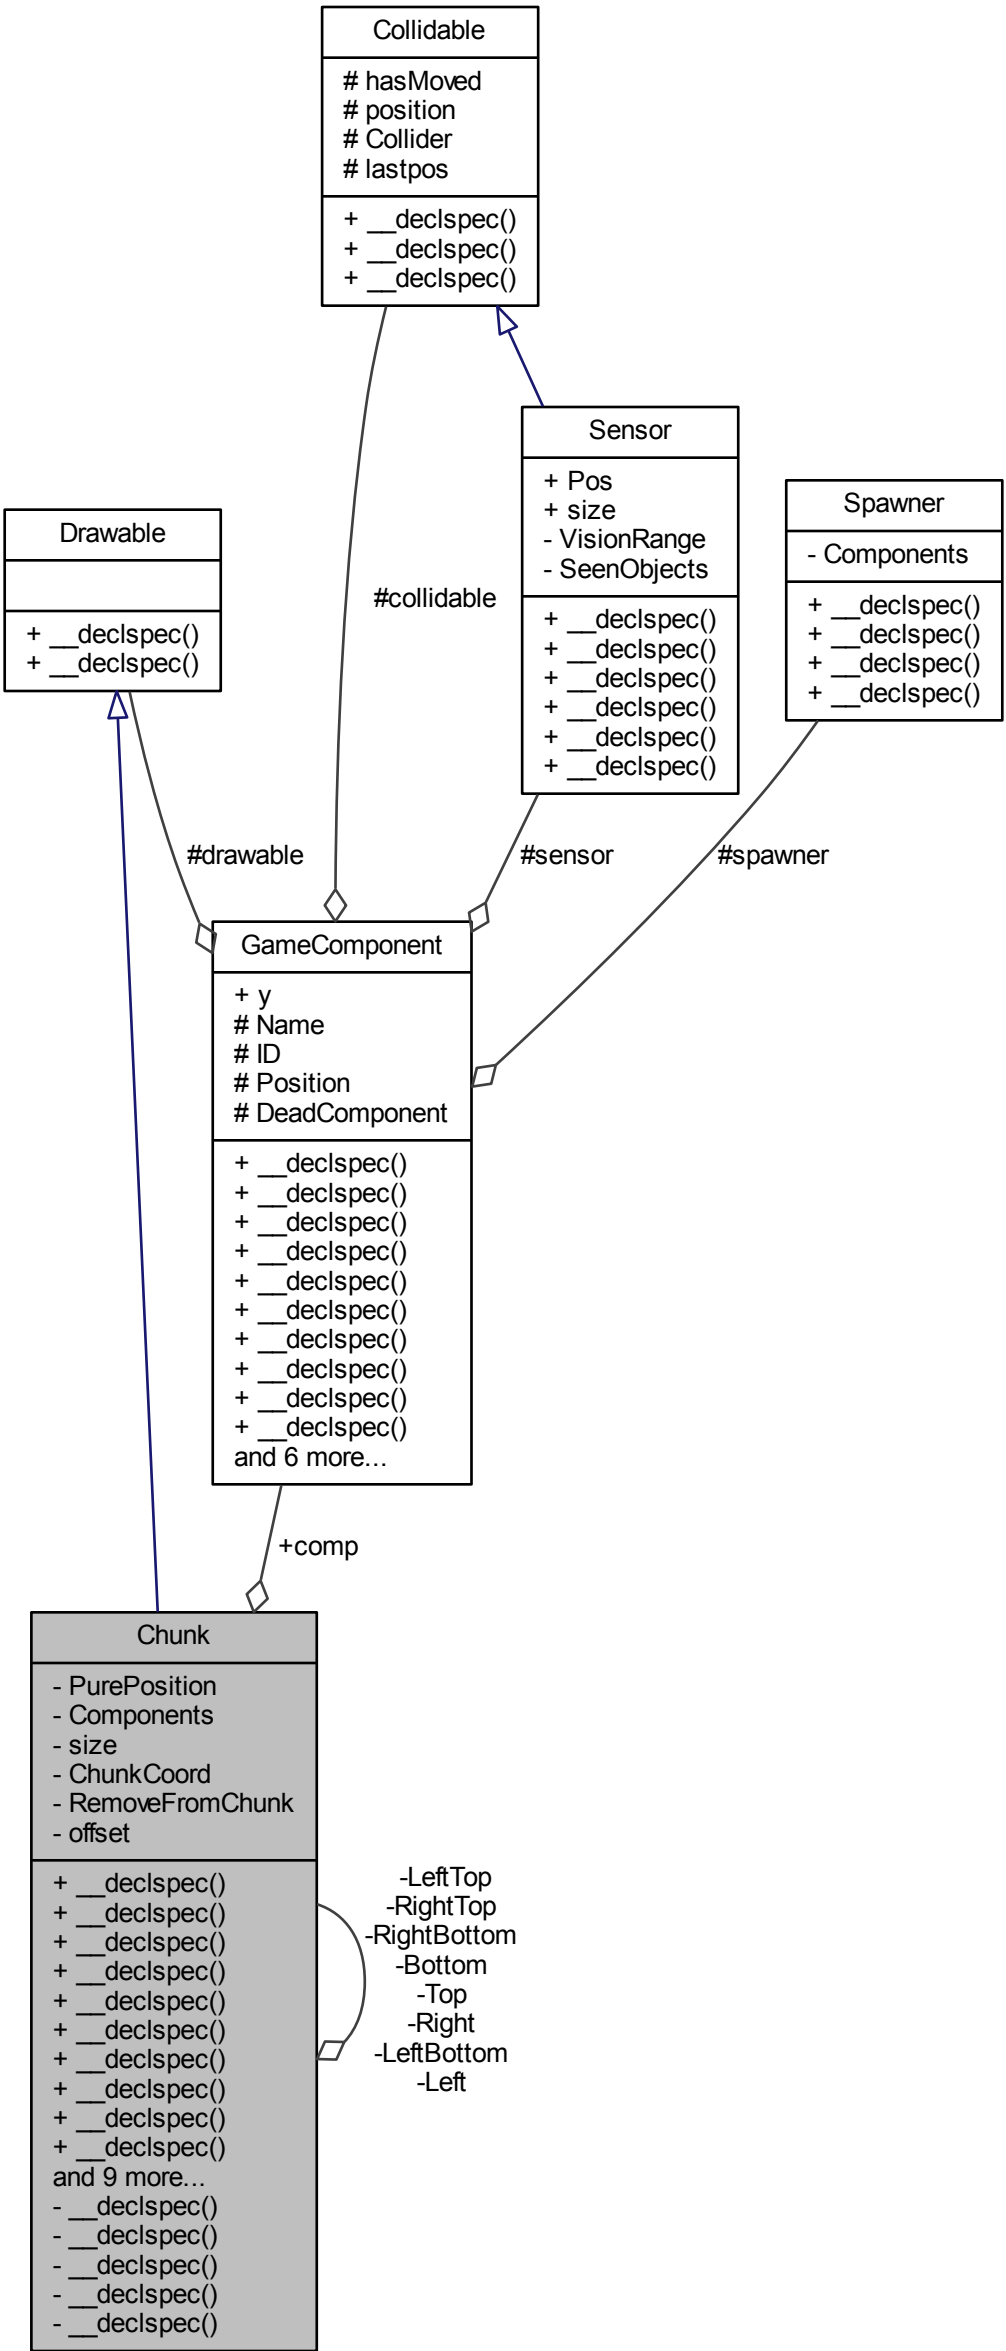 Collidable
# hasMoved
# position
# Collider
# lastpos
+ __declspec()
+ __declspec()
+ __declspec()
Sensor
+ Pos
+ size
- VisionRange
- SeenObjects
+ __declspec()
+ __declspec()
+ __declspec()
+ __declspec()
+ __declspec()
+ __declspec()
Spawner
- Components
+ __declspec()
+ __declspec()
+ __declspec()
+ __declspec()
Drawable
+ __declspec()
+ __declspec()
#collidable
#drawable
#sensor
#spawner
GameComponent
+ y
# Name
# ID
# Position
# DeadComponent
+ __declspec()
+ __declspec()
+ __declspec()
+ __declspec()
+ __declspec()
+ __declspec()
+ __declspec()
+ __declspec()
+ __declspec()
+ __declspec()
and 6 more...
+comp
Chunk
- PurePosition
- Components
- size
- ChunkCoord
- RemoveFromChunk
- offset
+ __declspec()
+ __declspec()
+ __declspec()
+ __declspec()
+ __declspec()
+ __declspec()
+ __declspec()
+ __declspec()
+ __declspec()
+ __declspec()
and 9 more...
- __declspec()
- __declspec()
- __declspec()
- __declspec()
- __declspec()
-LeftTop
-RightTop
-RightBottom
-Bottom
-Top
-Right
-LeftBottom
-Left